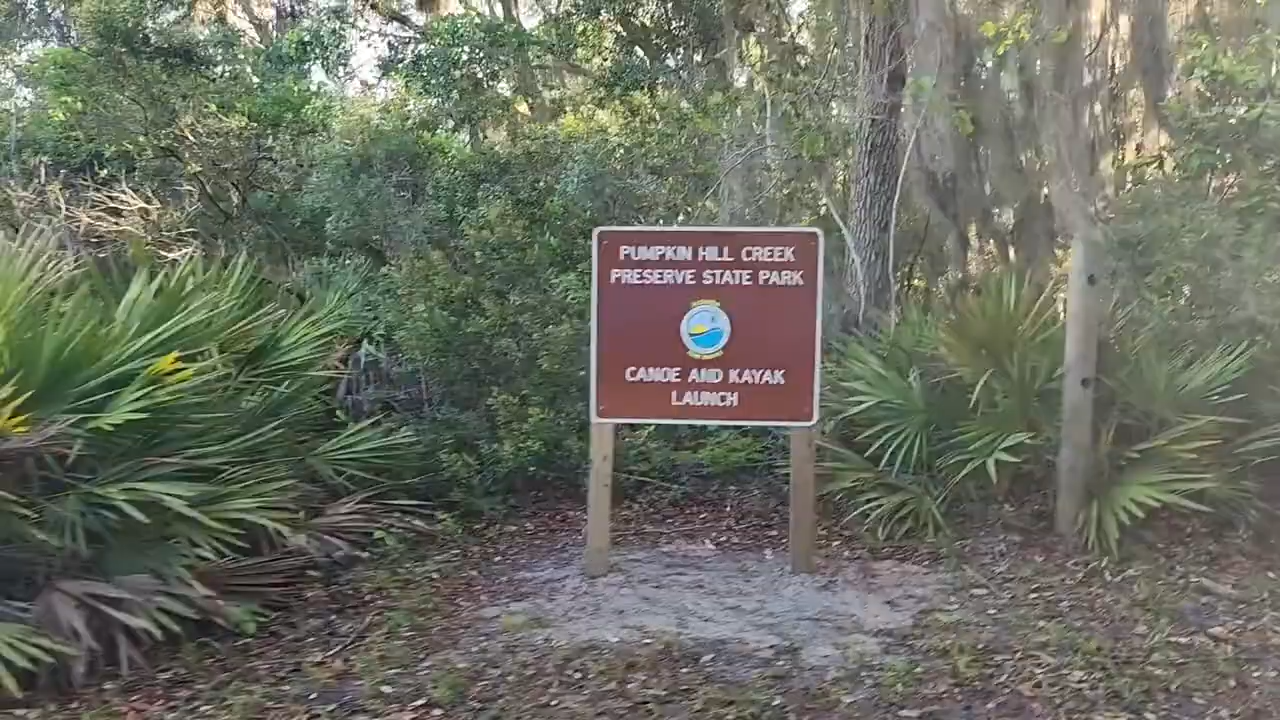 PUMPKIN HILL CREEK
PRESERVE STATE PARK
CANOE AND KAYAK
LAUNCH